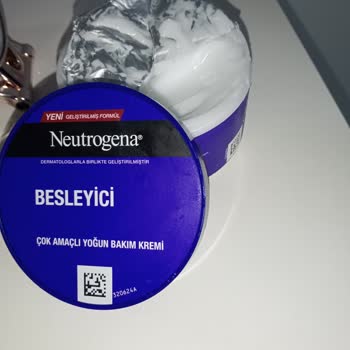 YENİ GELİŞTİRİLMİŞ FORMÜL
Neutrogena®
DERMATOLOGLARLA BİRLİKTE GELİŞTİRİLMİŞTİR
BESLEYİCİ
ÇOK AMAÇLI YOĞUN BAKIM KREMİ
320624A